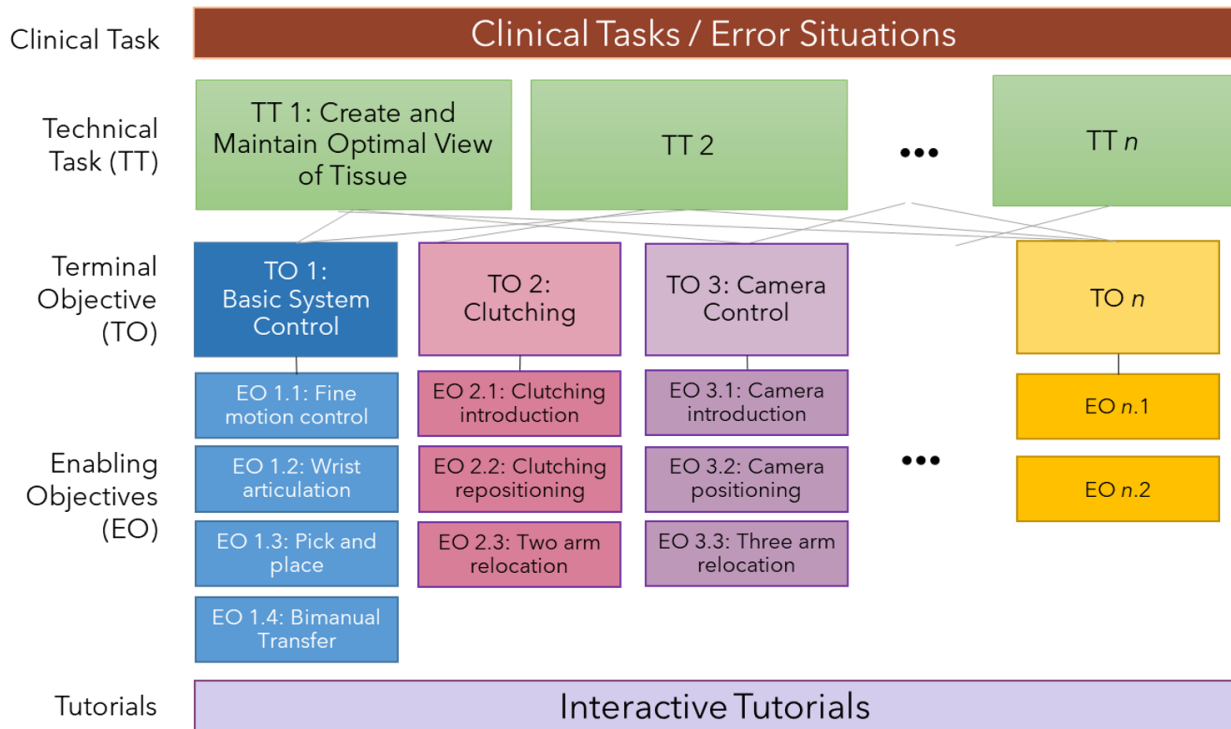 Clinical Task
Clinical Tasks / Error Situations
Technical
Task (TT)
TT 1: Create and
Maintain Optimal View
of Tissue
TT 2
...
TT n
Terminal
Objective
(TO)
TO 1:
Basic System
Control
TO 2:
Clutching
TO 3: Camera
Control
TO n
Enabling
Objectives
(EO)
EO 1.1: Fine
motion control
EO 1.2: Wrist
articulation
EO 1.3: Pick and
place
EO 1.4: Bimanual
Transfer
EO 2.1: Clutching
introduction
EO 2.2: Clutching
repositioning
EO 2.3: Two arm
relocation
EO 3.1: Camera
introduction
EO 3.2: Camera
positioning
EO 3.3: Three arm
relocation
...
EO n.1
EO n.2
Tutorials
Interactive Tutorials